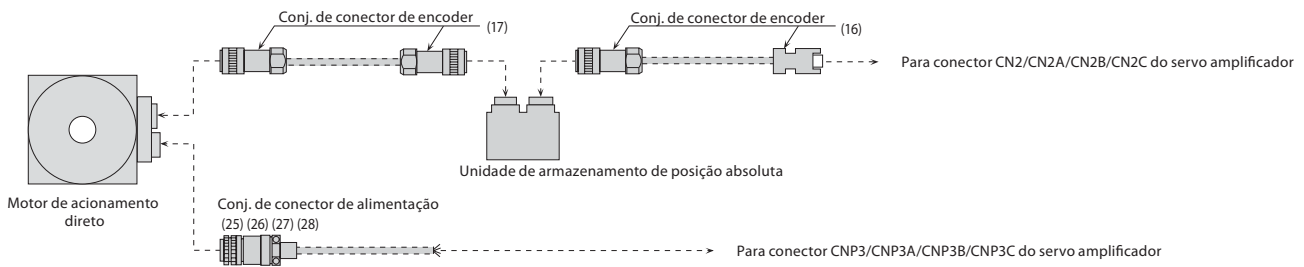 Conj. de conector de encoder
(17)
Conj. de conector de encoder
(16)
Para conector CN2/CN2A/CN2B/CN2C do servo amplificador
Unidade de armazenamento de posição absoluta
Motor de acionamento
direto
Conj. de conector de alimentação
(25) (26) (27) (28)
Para conector CNP3/CNP3A/CNP3B/CNP3C do servo amplificador